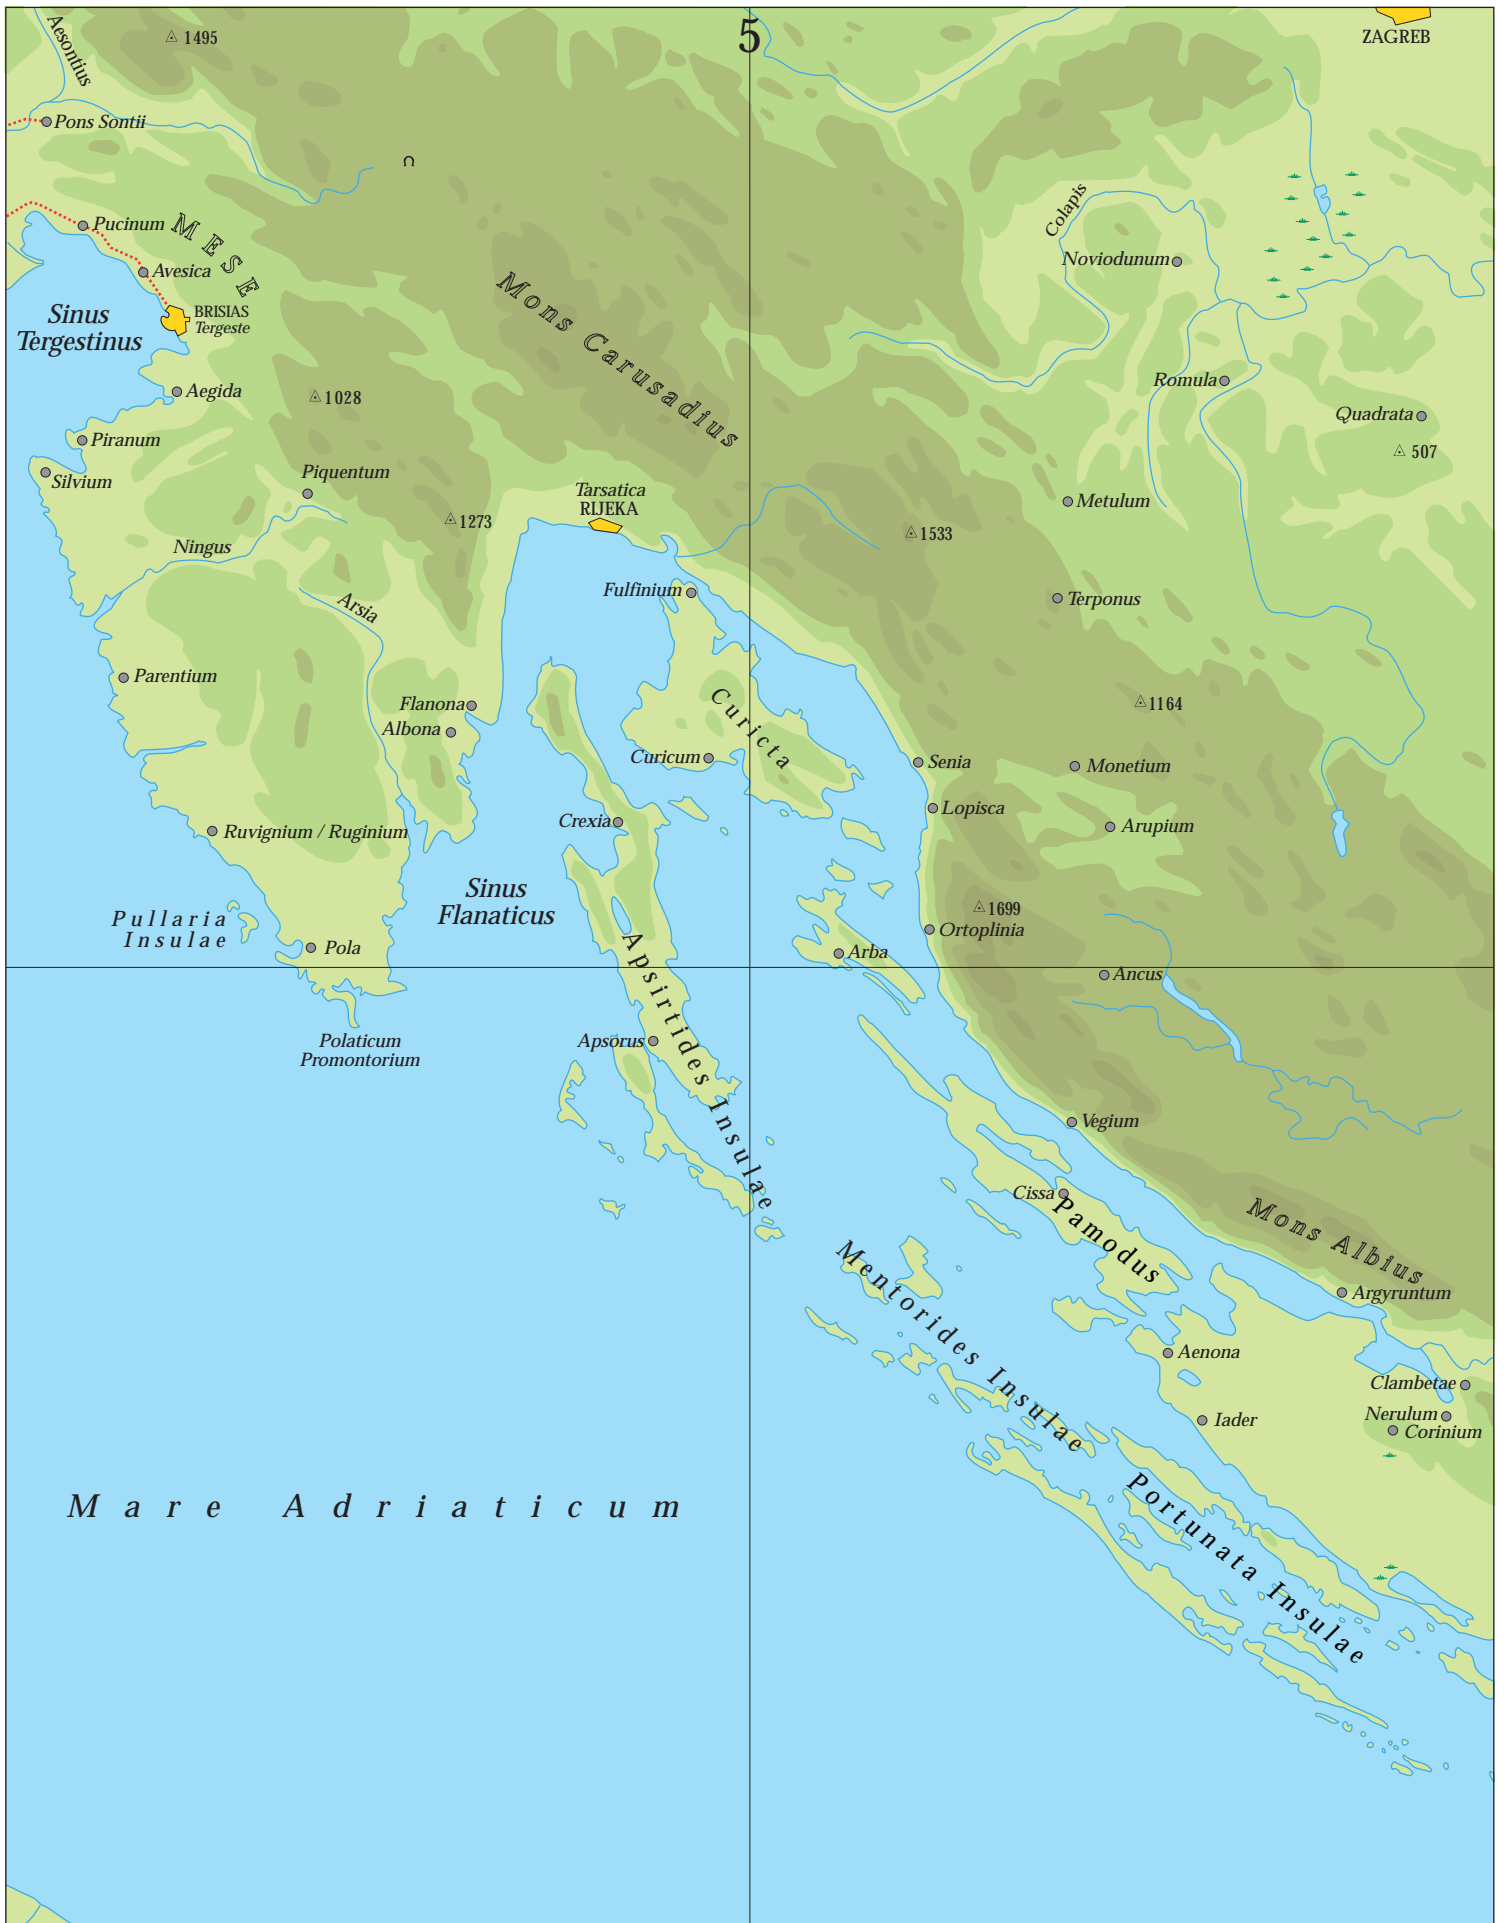 5
ZAGREB
Aesontius
1495
Pons Sontii
Colapis
Pucinum
MESE
Noviodunum
Avesica
Mons Carusadius
BRISIAS
Tergeste
Sinus
Tergestinus
Romula
Aegida
1028
Quadrata
Piranum
507
Piquentum
Silvium
Tarsatica
RIJEKA
Metulum
1273
1533
Ningus
Fulfinium
Terponus
Arsia
Parentium
Curicta
Flanona
1164
Albona
Curicum
Senia
Monetium
Lopisca
Crexia
Arupium
Ruvignium / Ruginium
Sinus
Flanaticus
1699
Pullaria
Insulae
Ortoplinia
Pola
Arba
Apsirtides Insulae
Ancus
Polaticum
Promontorium
Apsorus
Vegium
Cissa
Pamodus
Mons Albius
Mentorides Insulae
Argyruntum
Aenona
Clambetae
Iader
Nerulum
Corinium
Portunata Insulae
Mare Adriaticum